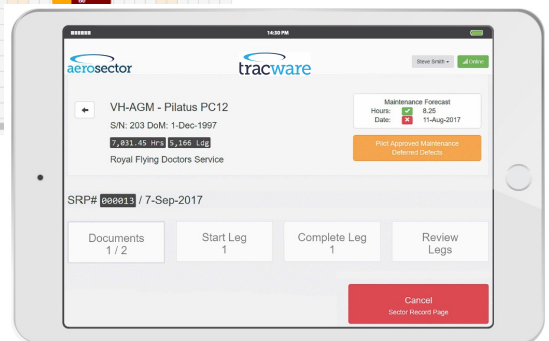 14:50 PM
aerosector
tracware
Steve Smith
Online
VH-AGM - Pilatus PC12
S/N: 203 DoM: 1-Dec-1997
7,031.45 Hrs 5,166 Ldg
Royal Flying Doctors Service
Maintenance Forecast
Hours: 8.25
Date: 11-Aug-2017
Pilot Approved Maintenance
Deferred Defects
SRP# 000013 / 7-Sep-2017
Documents
1 / 2
Start Leg
1
Complete Leg
1
Review
Legs
Cancel
Sector Record Page